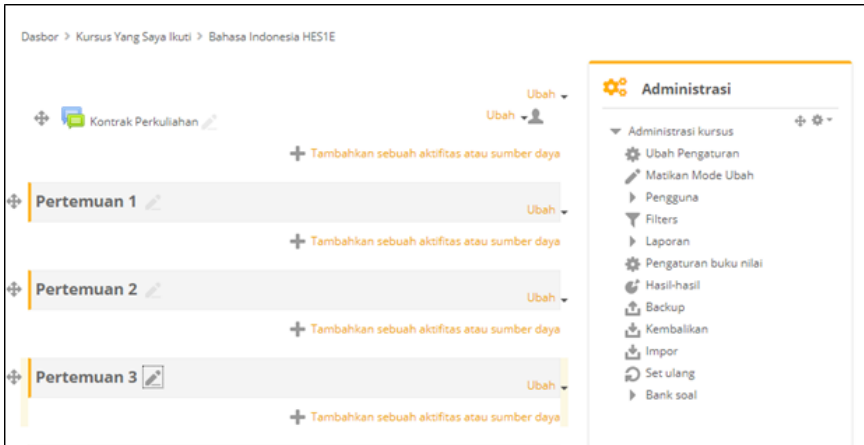 Dasbor > Kursus Yang Saya Ikuti > Bahasa Indonesia HES1E
Ubah
Kontrak Perkuliahan
Ubah
Tambahkan sebuah aktifitas atau sumber daya
Pertemuan 1
Ubah
Tambahkan sebuah aktifitas atau sumber daya
Pertemuan 2
Ubah
Tambahkan sebuah aktifitas atau sumber daya
Pertemuan 3
Ubah
Tambahkan sebuah aktifitas atau sumber daya
Administrasi
Administrasi kursus
Ubah Pengaturan
Matikan Mode Ubah
Pengguna
Filters
Laporan
Pengaturan buku nilai
Hasil-hasil
Backup
Kembalikan
Impor
Set ulang
Bank soal